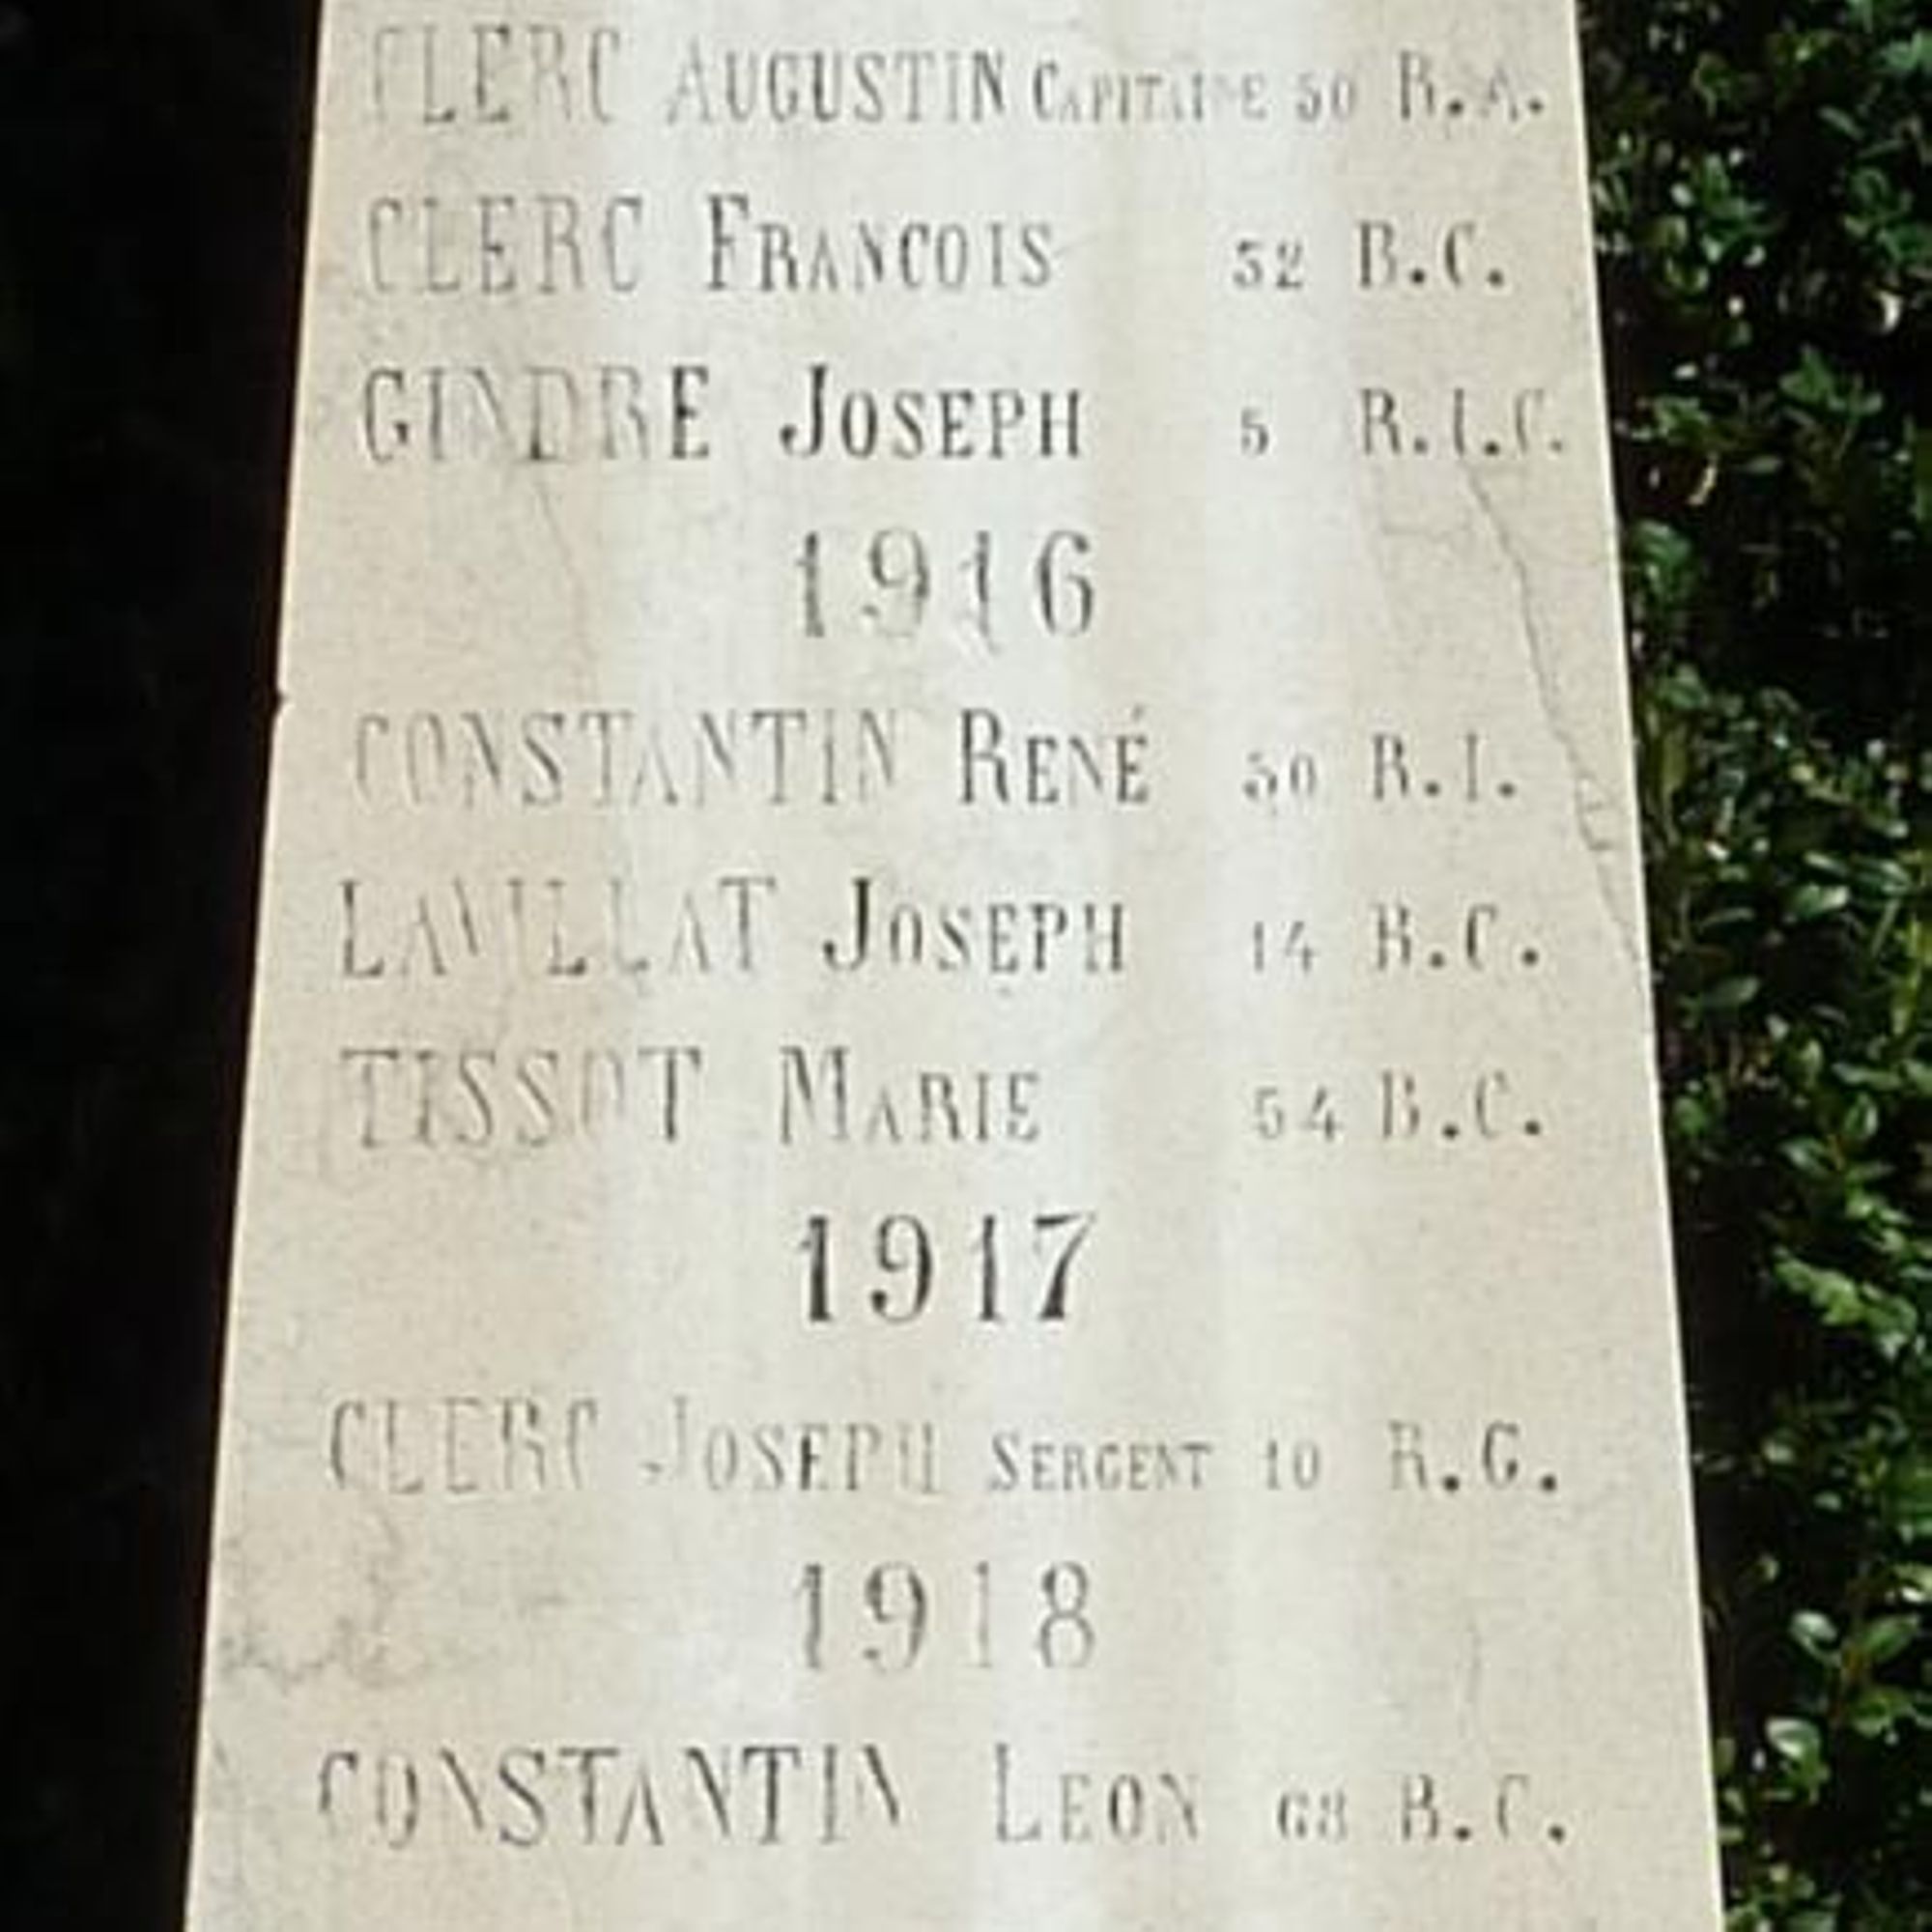 CLERC AUGUSTIN CAPITAINE 50 R.A.
CLERC FRANCOIS 52 B.C.
GINDRE JOSEPH 5 R.I.C.
1916
CONSTANTIN RENÉ 30 R.I.
LAVILLAT JOSEPH 14 B.C.
TISSOT MARIE 54 B.C.
1917
CLERC JOSEPH SERGENT 10 R.G.
1918
CONSTANTIN LEON 68 B.C.